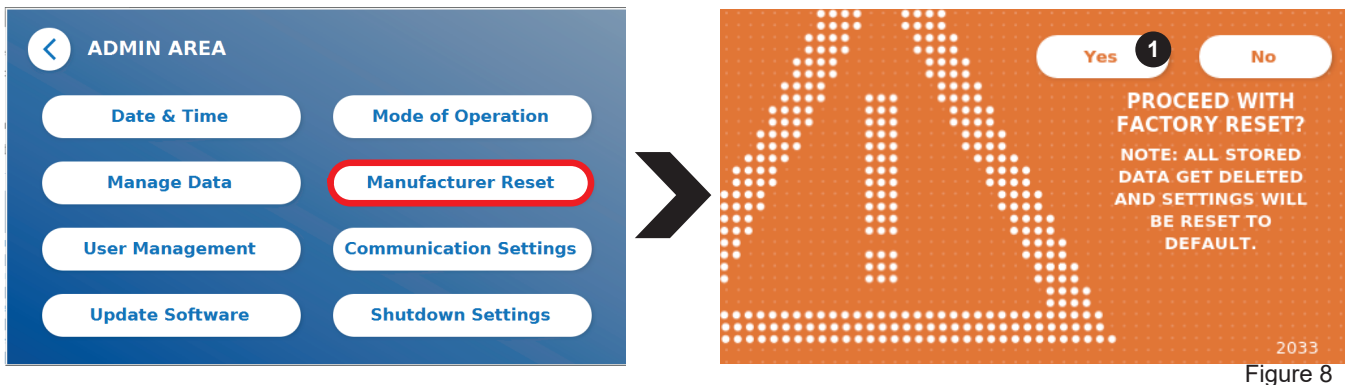 ADMIN AREA
Date & Time
Mode of Operation
Manage Data
Manufacturer Reset
User Management
Communication Settings
Update Software
Shutdown Settings
Yes
1
No
PROCEED WITH
FACTORY RESET?
NOTE: ALL STORED
DATA GET DELETED
AND SETTINGS WILL
BE RESET TO
DEFAULT.
2033
Figure 8